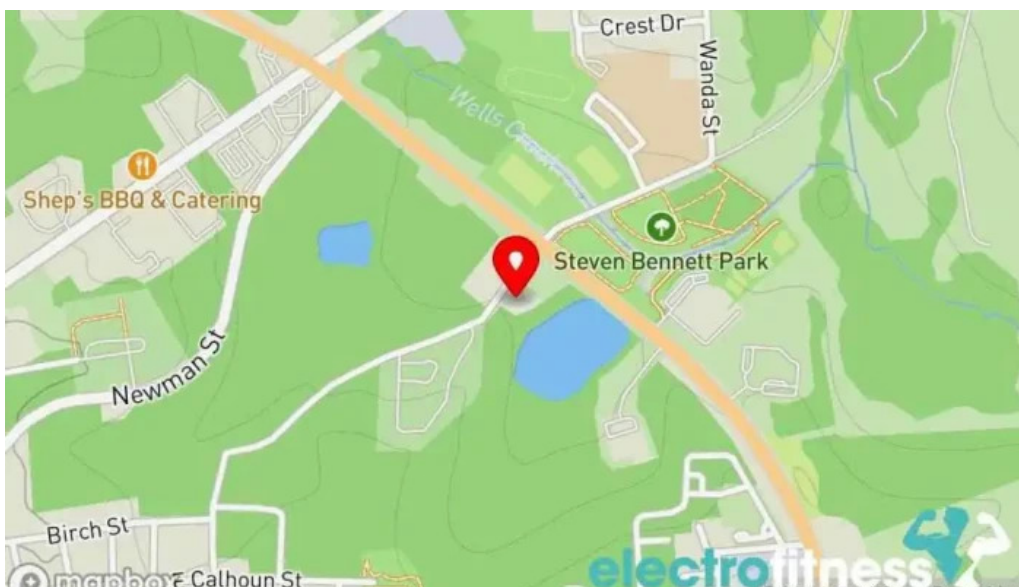 Crest Dr
Wanda St
Wells Creek
Shep's BBQ & Catering
Steven Bennett Park
Newman St
Birch St
E Calhoun St
mapbox
electrofitness